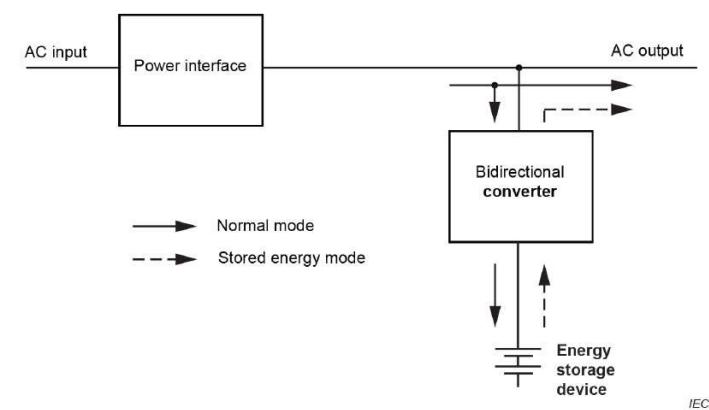 AC input
Power interface
AC output
Bidirectional
converter
Normal mode
Stored energy mode
Energy
storage
device
IEC